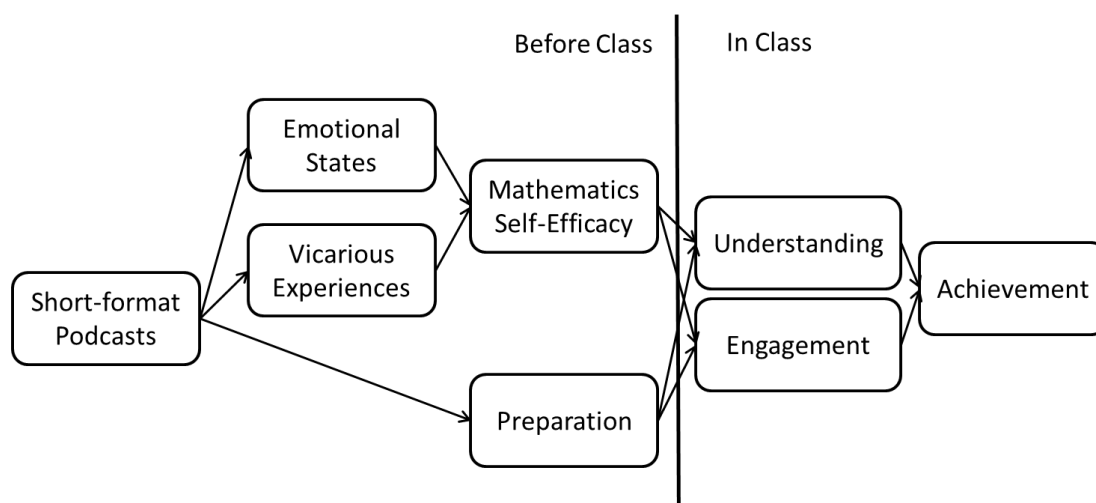 Before Class
In Class
Emotional
States
Mathematics
Self-Efficacy
Vicarious
Experiences
Understanding
Short-format
Podcasts
Achievement
Engagement
Preparation